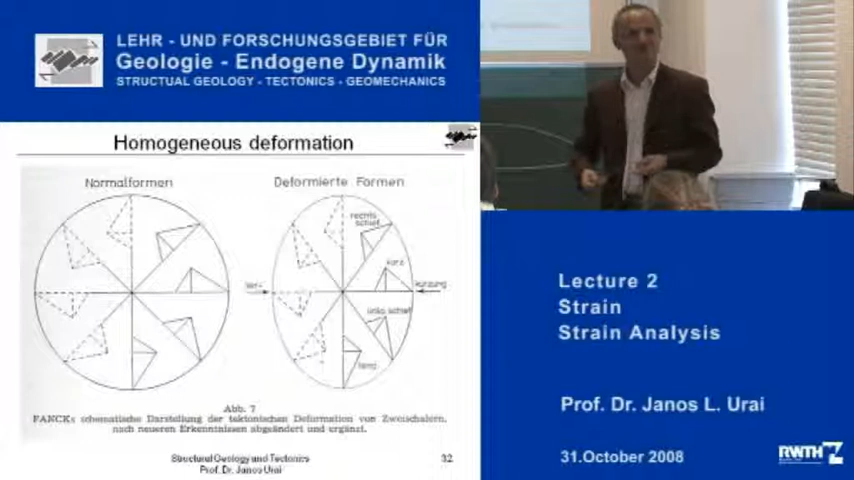 LEHR - UND FORSCHUNGSGEBIET FÜR
Geologie - Endogene Dynamik
STRUCTUAL GEOLOGY - TECTONICS - GEOMECHANICS
Homogeneous deformation
Normalformen
Deformierte Formen
rechts
schief
kurz
kürzung
links schief
lang
Abb. 7
FANCKs schematische Darstellung der tektonischen Deformation von Zweischalern,
nach neueren Erkenntnissen abgeändert und ergänzt.
Structural Geology and Tectonics
Prof. Dr. Janos Urai
32
Lecture 2
Strain
Strain Analysis
Prof. Dr. Janos L. Urai
31.October 2008
RWTH